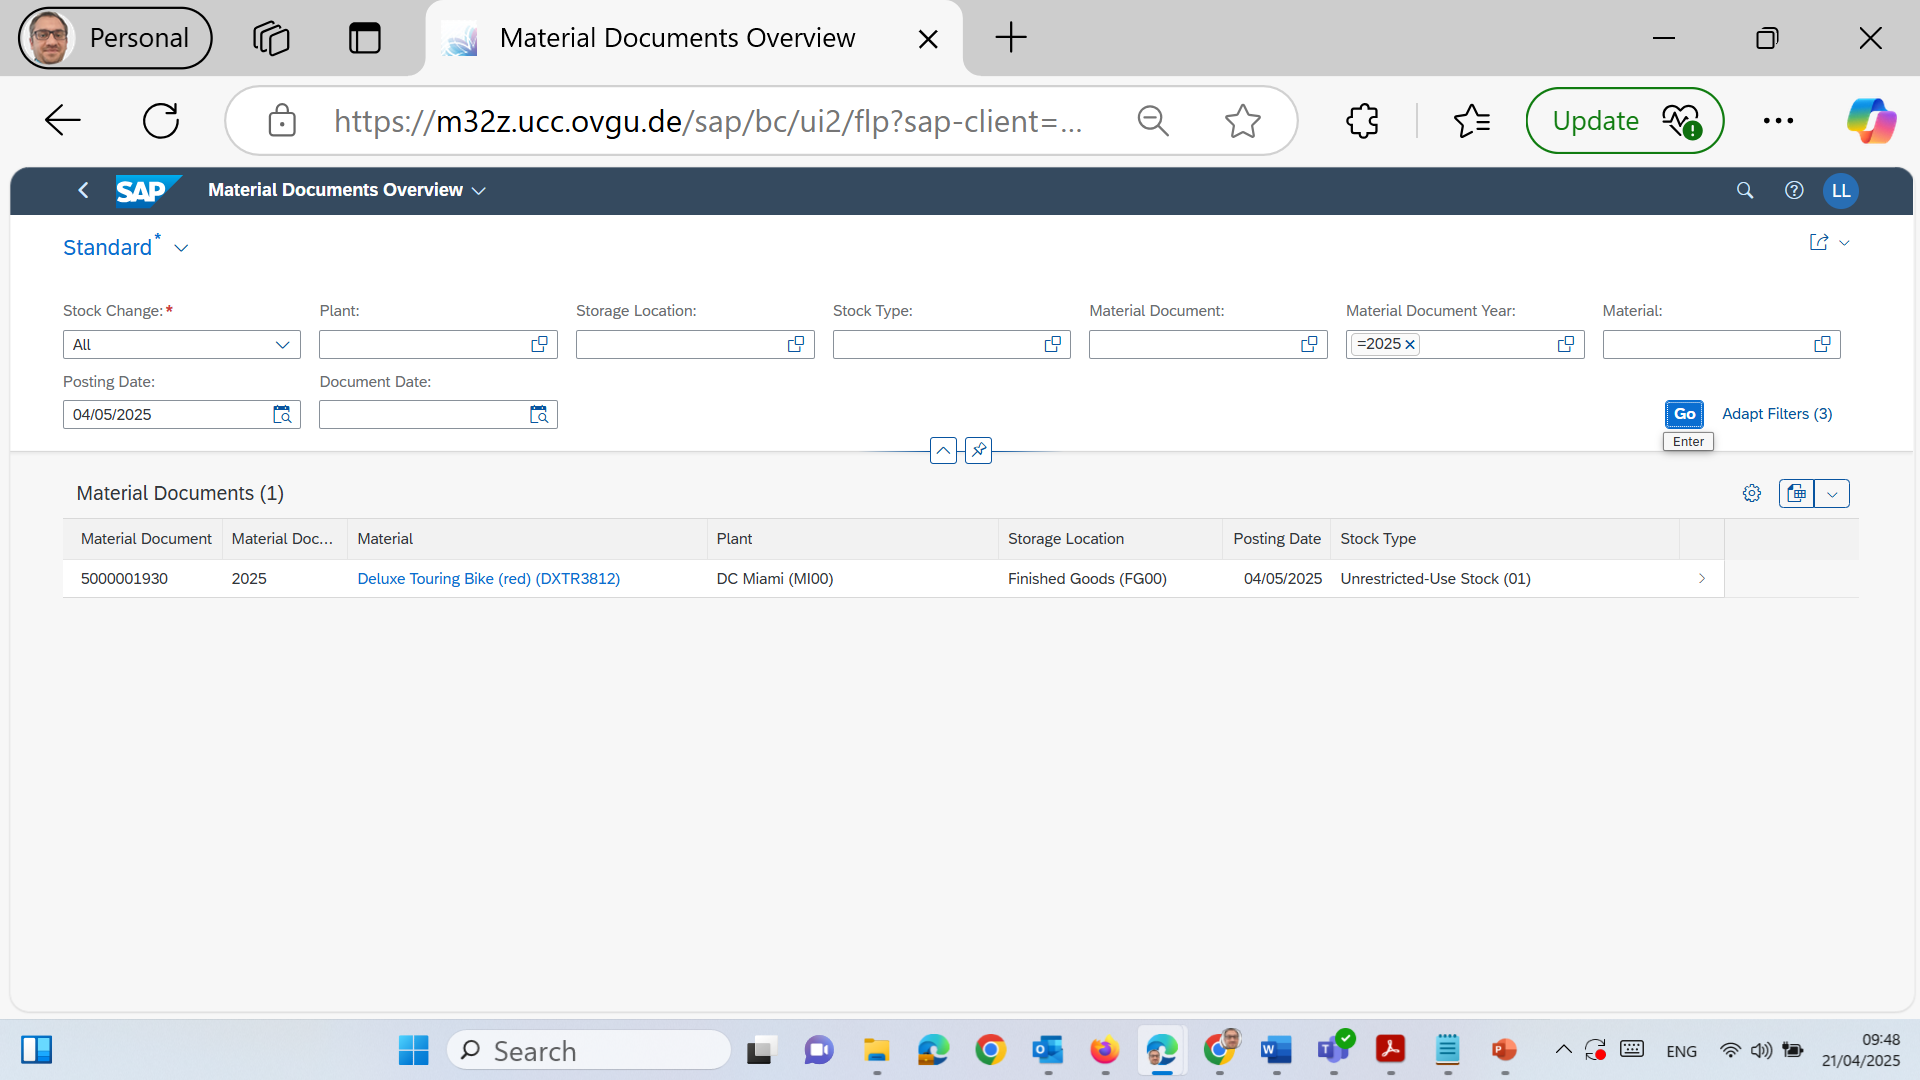 Personal
Material Documents Overview
https://m32z.ucc.ovgu.de/sap/bc/ui2/flp?sap-client=...
Update
SAP Material Documents Overview
LL
Standard*
Stock Change:* Plant: Storage Location: Stock Type: Material Document: Material Document Year: Material:
All =2025
Posting Date: Document Date:
04/05/2025
Go Adapt Filters (3)
Enter
Material Documents (1)
Material Document Material Doc... Material Plant Storage Location Posting Date Stock Type
5000001930 2025 Deluxe Touring Bike (red) (DXTR3812) DC Miami (MI00) Finished Goods (FG00) 04/05/2025 Unrestricted-Use Stock (01)
Search
ENG
09:48
21/04/2025